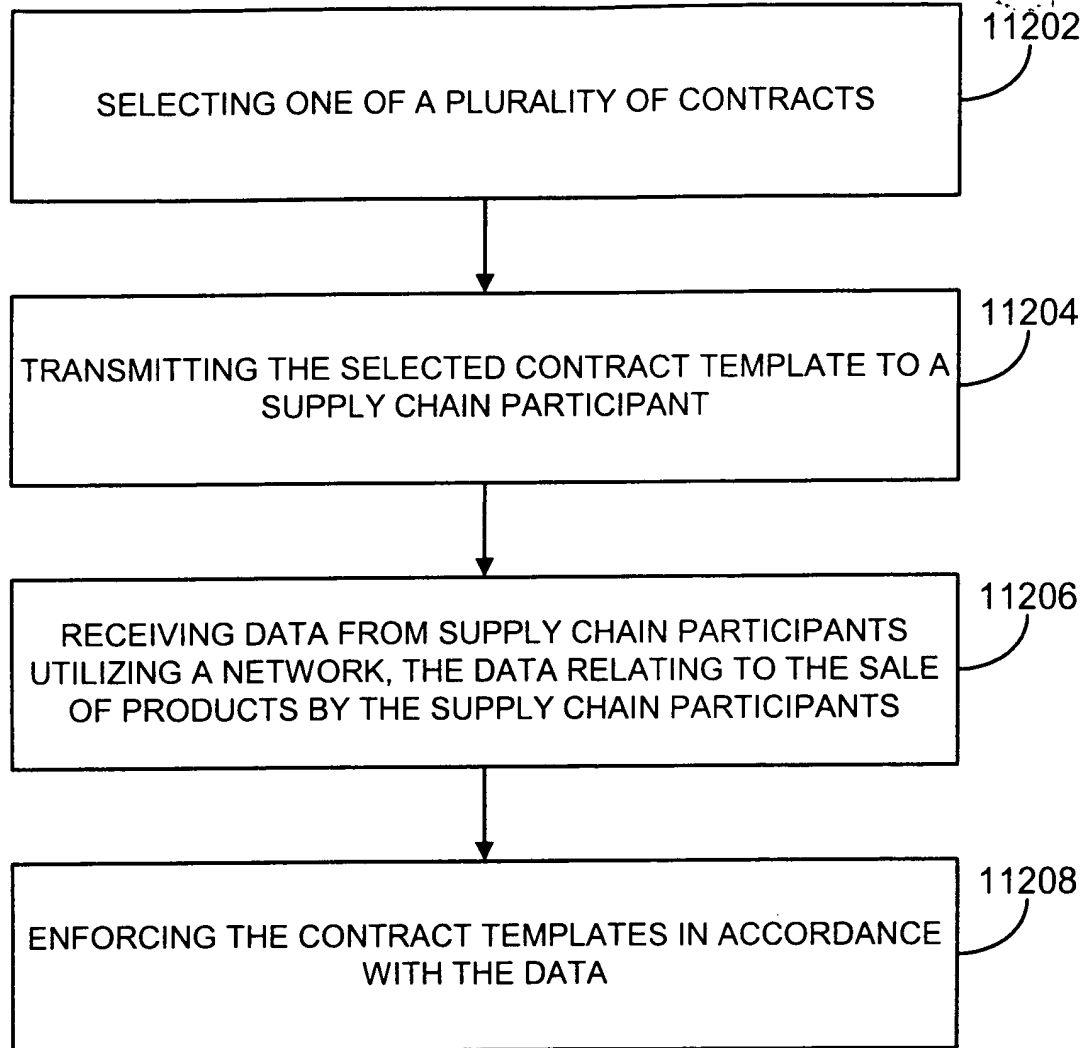 11202
SELECTING ONE OF A PLURALITY OF CONTRACTS
11204
TRANSMITTING THE SELECTED CONTRACT TEMPLATE TO A
SUPPLY CHAIN PARTICIPANT
11206
RECEIVING DATA FROM SUPPLY CHAIN PARTICIPANTS
UTILIZING A NETWORK, THE DATA RELATING TO THE SALE
OF PRODUCTS BY THE SUPPLY CHAIN PARTICIPANTS
11208
ENFORCING THE CONTRACT TEMPLATES IN ACCORDANCE
WITH THE DATA